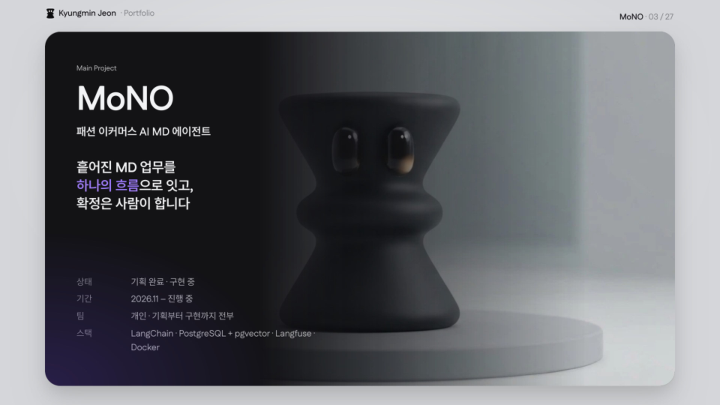 Kyungmin Jeon · Portfolio
MoNO · 03 / 27
Main Project
MoNO
패션 이커머스 AI MD 에이전트
흩어진 MD 업무를
하나의 흐름으로 잇고,
확정은 사람이 합니다
상태 기획 완료 · 구현 중
기간 2026.11 – 진행 중
팀 개인 · 기획부터 구현까지 전부
스택 LangChain · PostgreSQL + pgvector · Langfuse ·
Docker